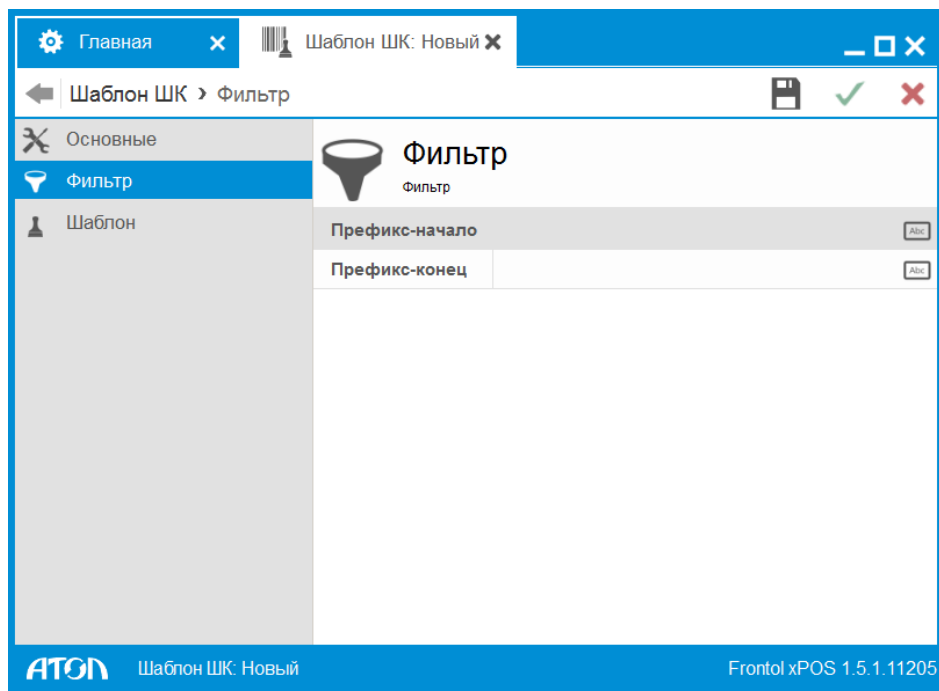 Главная
Шаблон ШК: Новый
Шаблон ШК › Фильтр
Основные
Фильтр
Шаблон
Фильтр
Фильтр
Префикс-начало
Abc
Префикс-конец
Abc
АТОЛ Шаблон ШК: Новый Frontol xPOS 1.5.1.11205